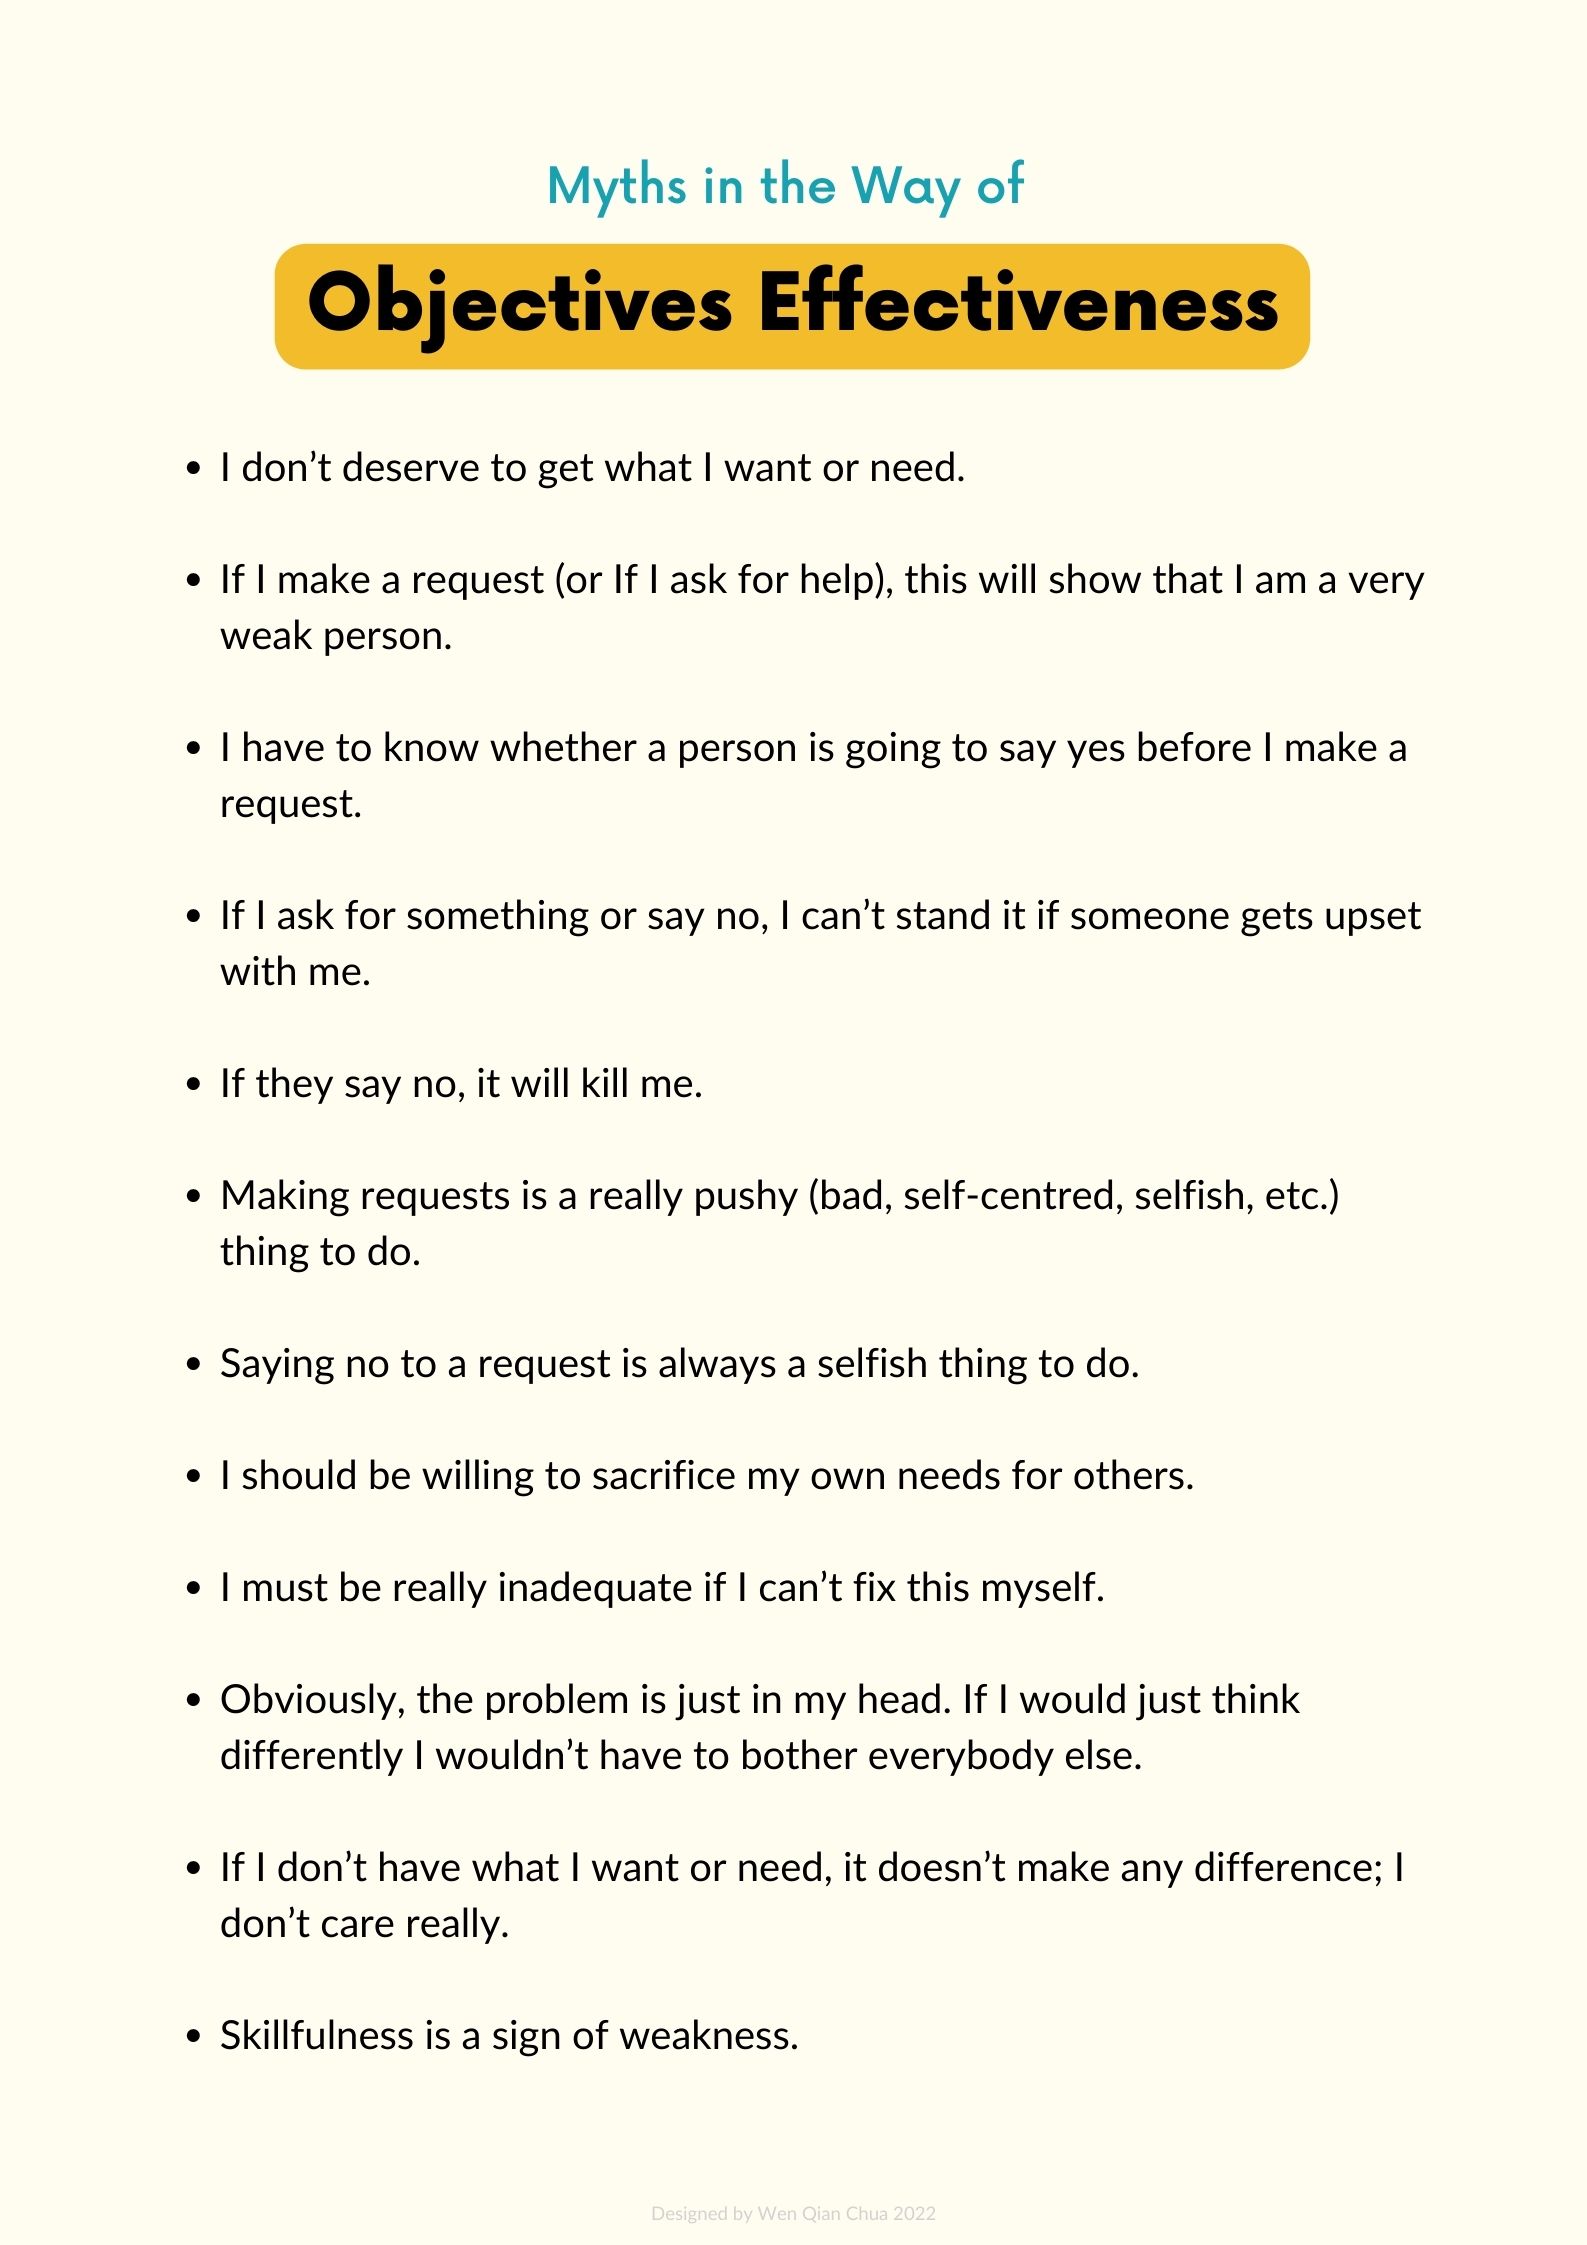 Myths in the Way of
Objectives Effectiveness
• I don’t deserve to get what I want or need.
• If I make a request (or If I ask for help), this will show that I am a very
weak person.
• I have to know whether a person is going to say yes before I make a
request.
• If I ask for something or say no, I can’t stand it if someone gets upset
with me.
• If they say no, it will kill me.
• Making requests is a really pushy (bad, self-centred, selfish, etc.)
thing to do.
• Saying no to a request is always a selfish thing to do.
• I should be willing to sacrifice my own needs for others.
• I must be really inadequate if I can’t fix this myself.
• Obviously, the problem is just in my head. If I would just think
differently I wouldn’t have to bother everybody else.
• If I don’t have what I want or need, it doesn’t make any difference; I
don’t care really.
• Skillfulness is a sign of weakness.
Designed by Wen Qian Chua 2022